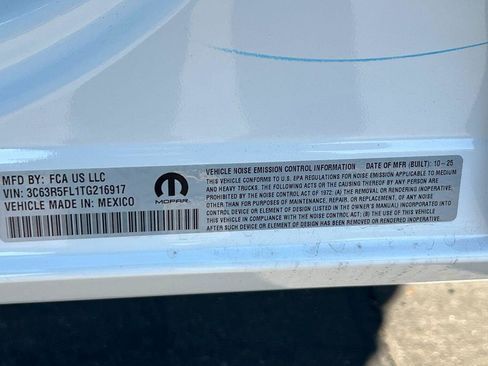 MFD BY: FCA US LLC
VIN: 3C63R5FL1TG216917
VEHICLE MADE IN: MEXICO
MOPAR
VEHICLE NOISE EMISSION CONTROL INFORMATION DATE OF MFR (BUILT): 10-25
THIS VEHICLE CONFORMS TO U.S. EPA REGULATIONS FOR NOISE EMISSION APPLICABLE TO MEDIUM
AND HEAVY TRUCKS. THE FOLLOWING ACTS OR THE CAUSING THEREOF BY ANY PERSON ARE
PROHIBITED BY THE NOISE CONTROL ACT OF 1972: (A) THE REMOVAL OR RENDERING INOPERATIVE,
OTHER THAN FOR PURPOSES OF MAINTENANCE, REPAIR, OR REPLACEMENT, OF ANY NOISE CONTROL
DEVICE OR ELEMENT OF DESIGN (LISTED IN THE OWNER'S MANUAL) INCORPORATED INTO
THIS VEHICLE IN COMPLIANCE WITH THE NOISE CONTROL ACT; (B) THE USE OF THIS VEHICLE
AFTER SUCH DEVICE OR ELEMENT OF DESIGN HAS BEEN REMOVED OR RENDERED INOPERATIVE.